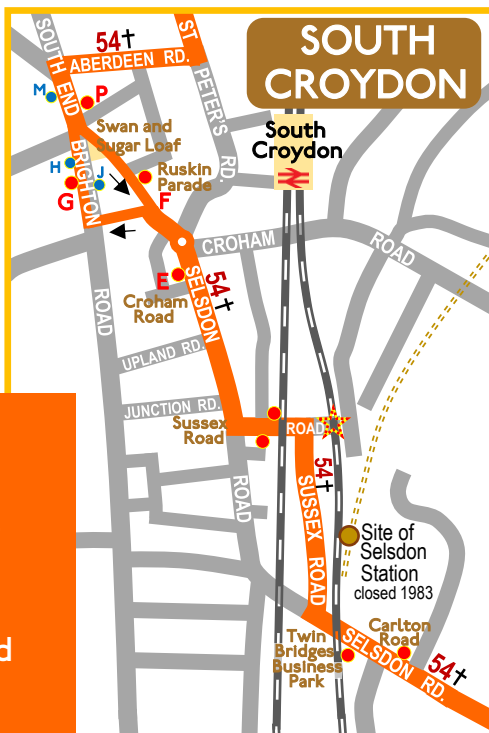 SOUTH
CROYDON
SOUTH END
54†
ABERDEEN RD.
ST
PETER'S
RD.
M
P
Swan and
Sugar Loaf
South
Croydon
H
J
G
BRIGHTON
ROAD
Ruskin
Parade
F
CROHAM
ROAD
E
Croham
Road
SELSDON
54†
UPLAND RD.
JUNCTION RD.
Sussex
Road
ROAD
54†
ROAD
SUSSEX
ROAD
Site of
Selsdon
Station
closed 1983
Twin
Bridges
Business
Park
Carlton
Road
SELSDON RD.
54†
d